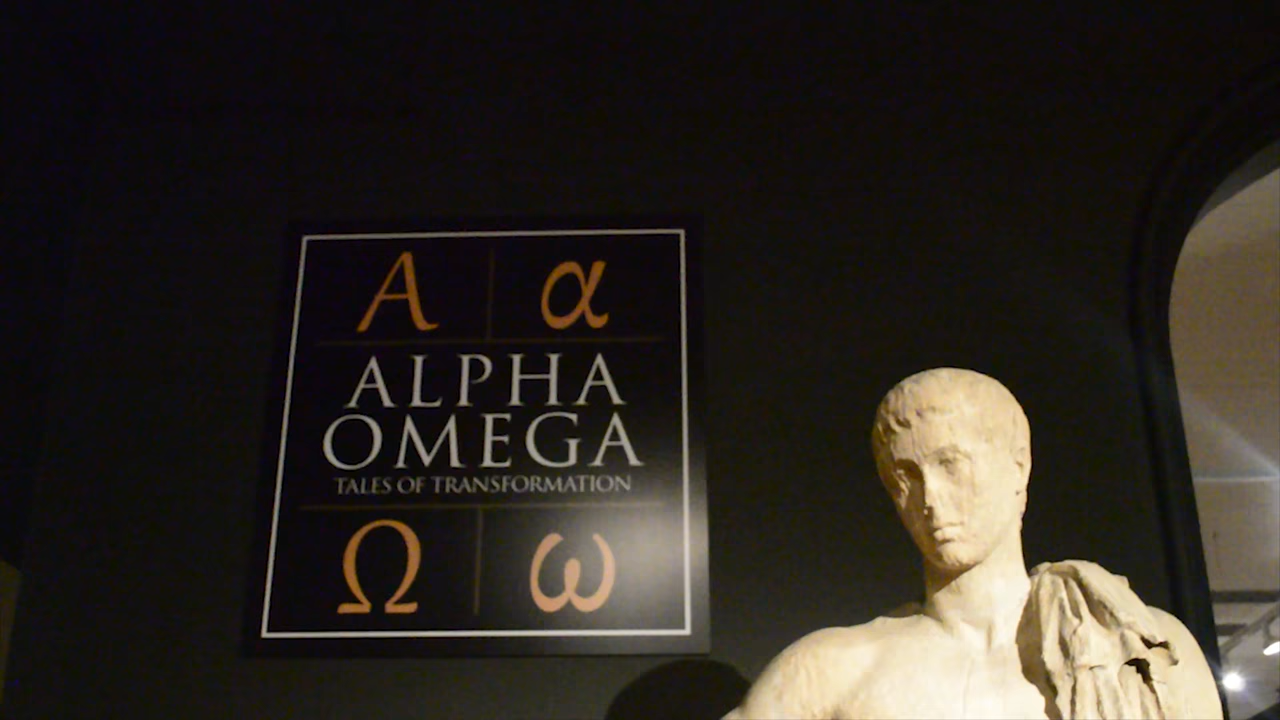 Α α
ALPHA
OMEGA
TALES OF TRANSFORMATION
Ω ω